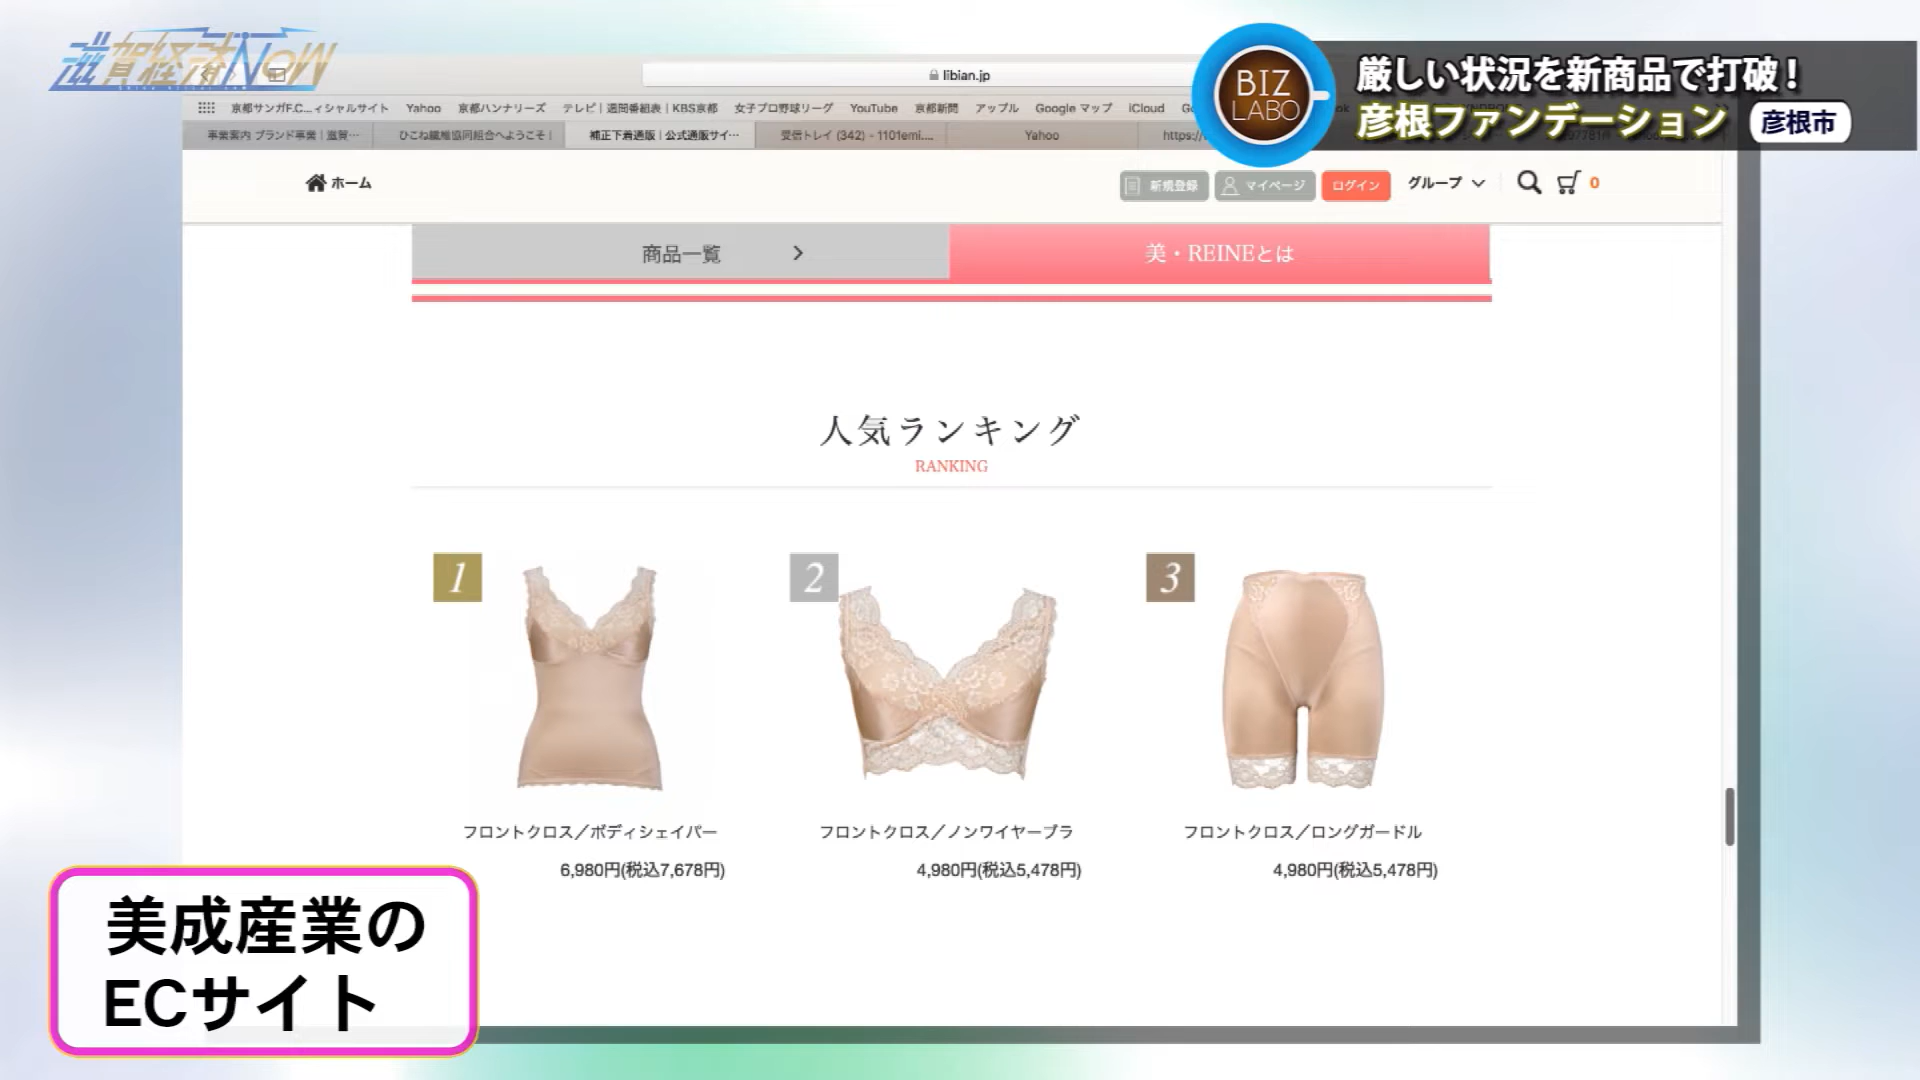 滋賀経済NOW
libian.jp
BIZ
LABO
厳しい状況を新商品で打破！
彦根ファンデーション 彦根市
京都サンガF.C....ィシャルサイト Yahoo 京都ハンナリーズ テレビ｜週間番組表｜KBS京都 女子プロ野球リーグ YouTube 京都新聞 アップル Google マップ iCloud
事業案内 ブランド事業｜滋賀… ひこね繊維協同組合へようこそ！ 補正下着通販｜公式通販サイ… 受信トレイ (342) - 1101emi.... Yahoo https:/
ホーム 新規登録 マイページ ログイン グループ 0
商品一覧 美・REINEとは
人気ランキング
RANKING
1 2 3
フロントクロス／ボディシェイパー フロントクロス／ノンワイヤーブラ フロントクロス／ロングガードル
6,980円(税込7,678円) 4,980円(税込5,478円) 4,980円(税込5,478円)
美成産業の
ECサイト